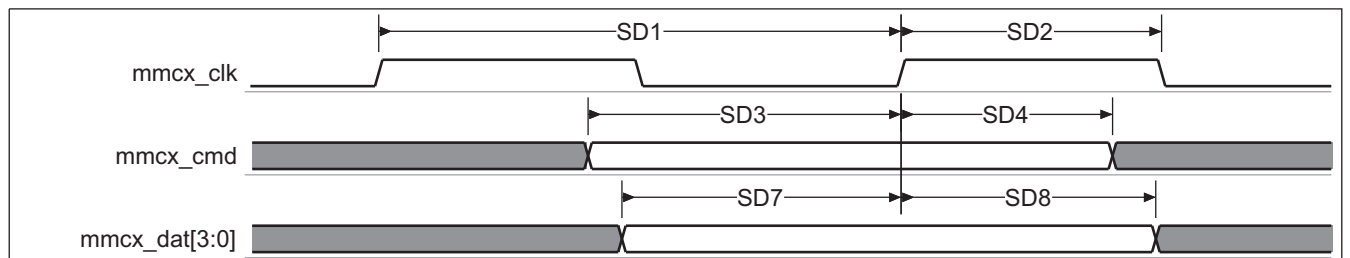 SD1 SD2
mmcx_clk
SD3 SD4
mmcx_cmd
SD7 SD8
mmcx_dat[3:0]